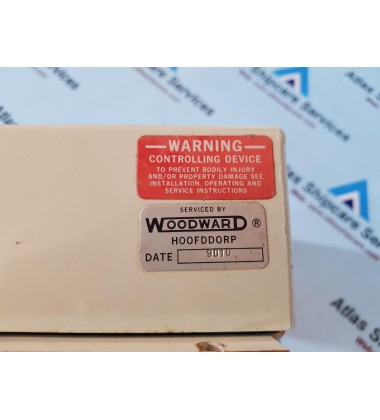 WARNING
CONTROLLING DEVICE
TO PREVENT BODILY INJURY
AND/OR PROPERTY DAMAGE SEE
INSTALLATION, OPERATING AND
SERVICE INSTRUCTIONS
SERVICED BY
WOODWARD ®
HOOFDDORP
DATE 9010
Atlas Shipcare Services